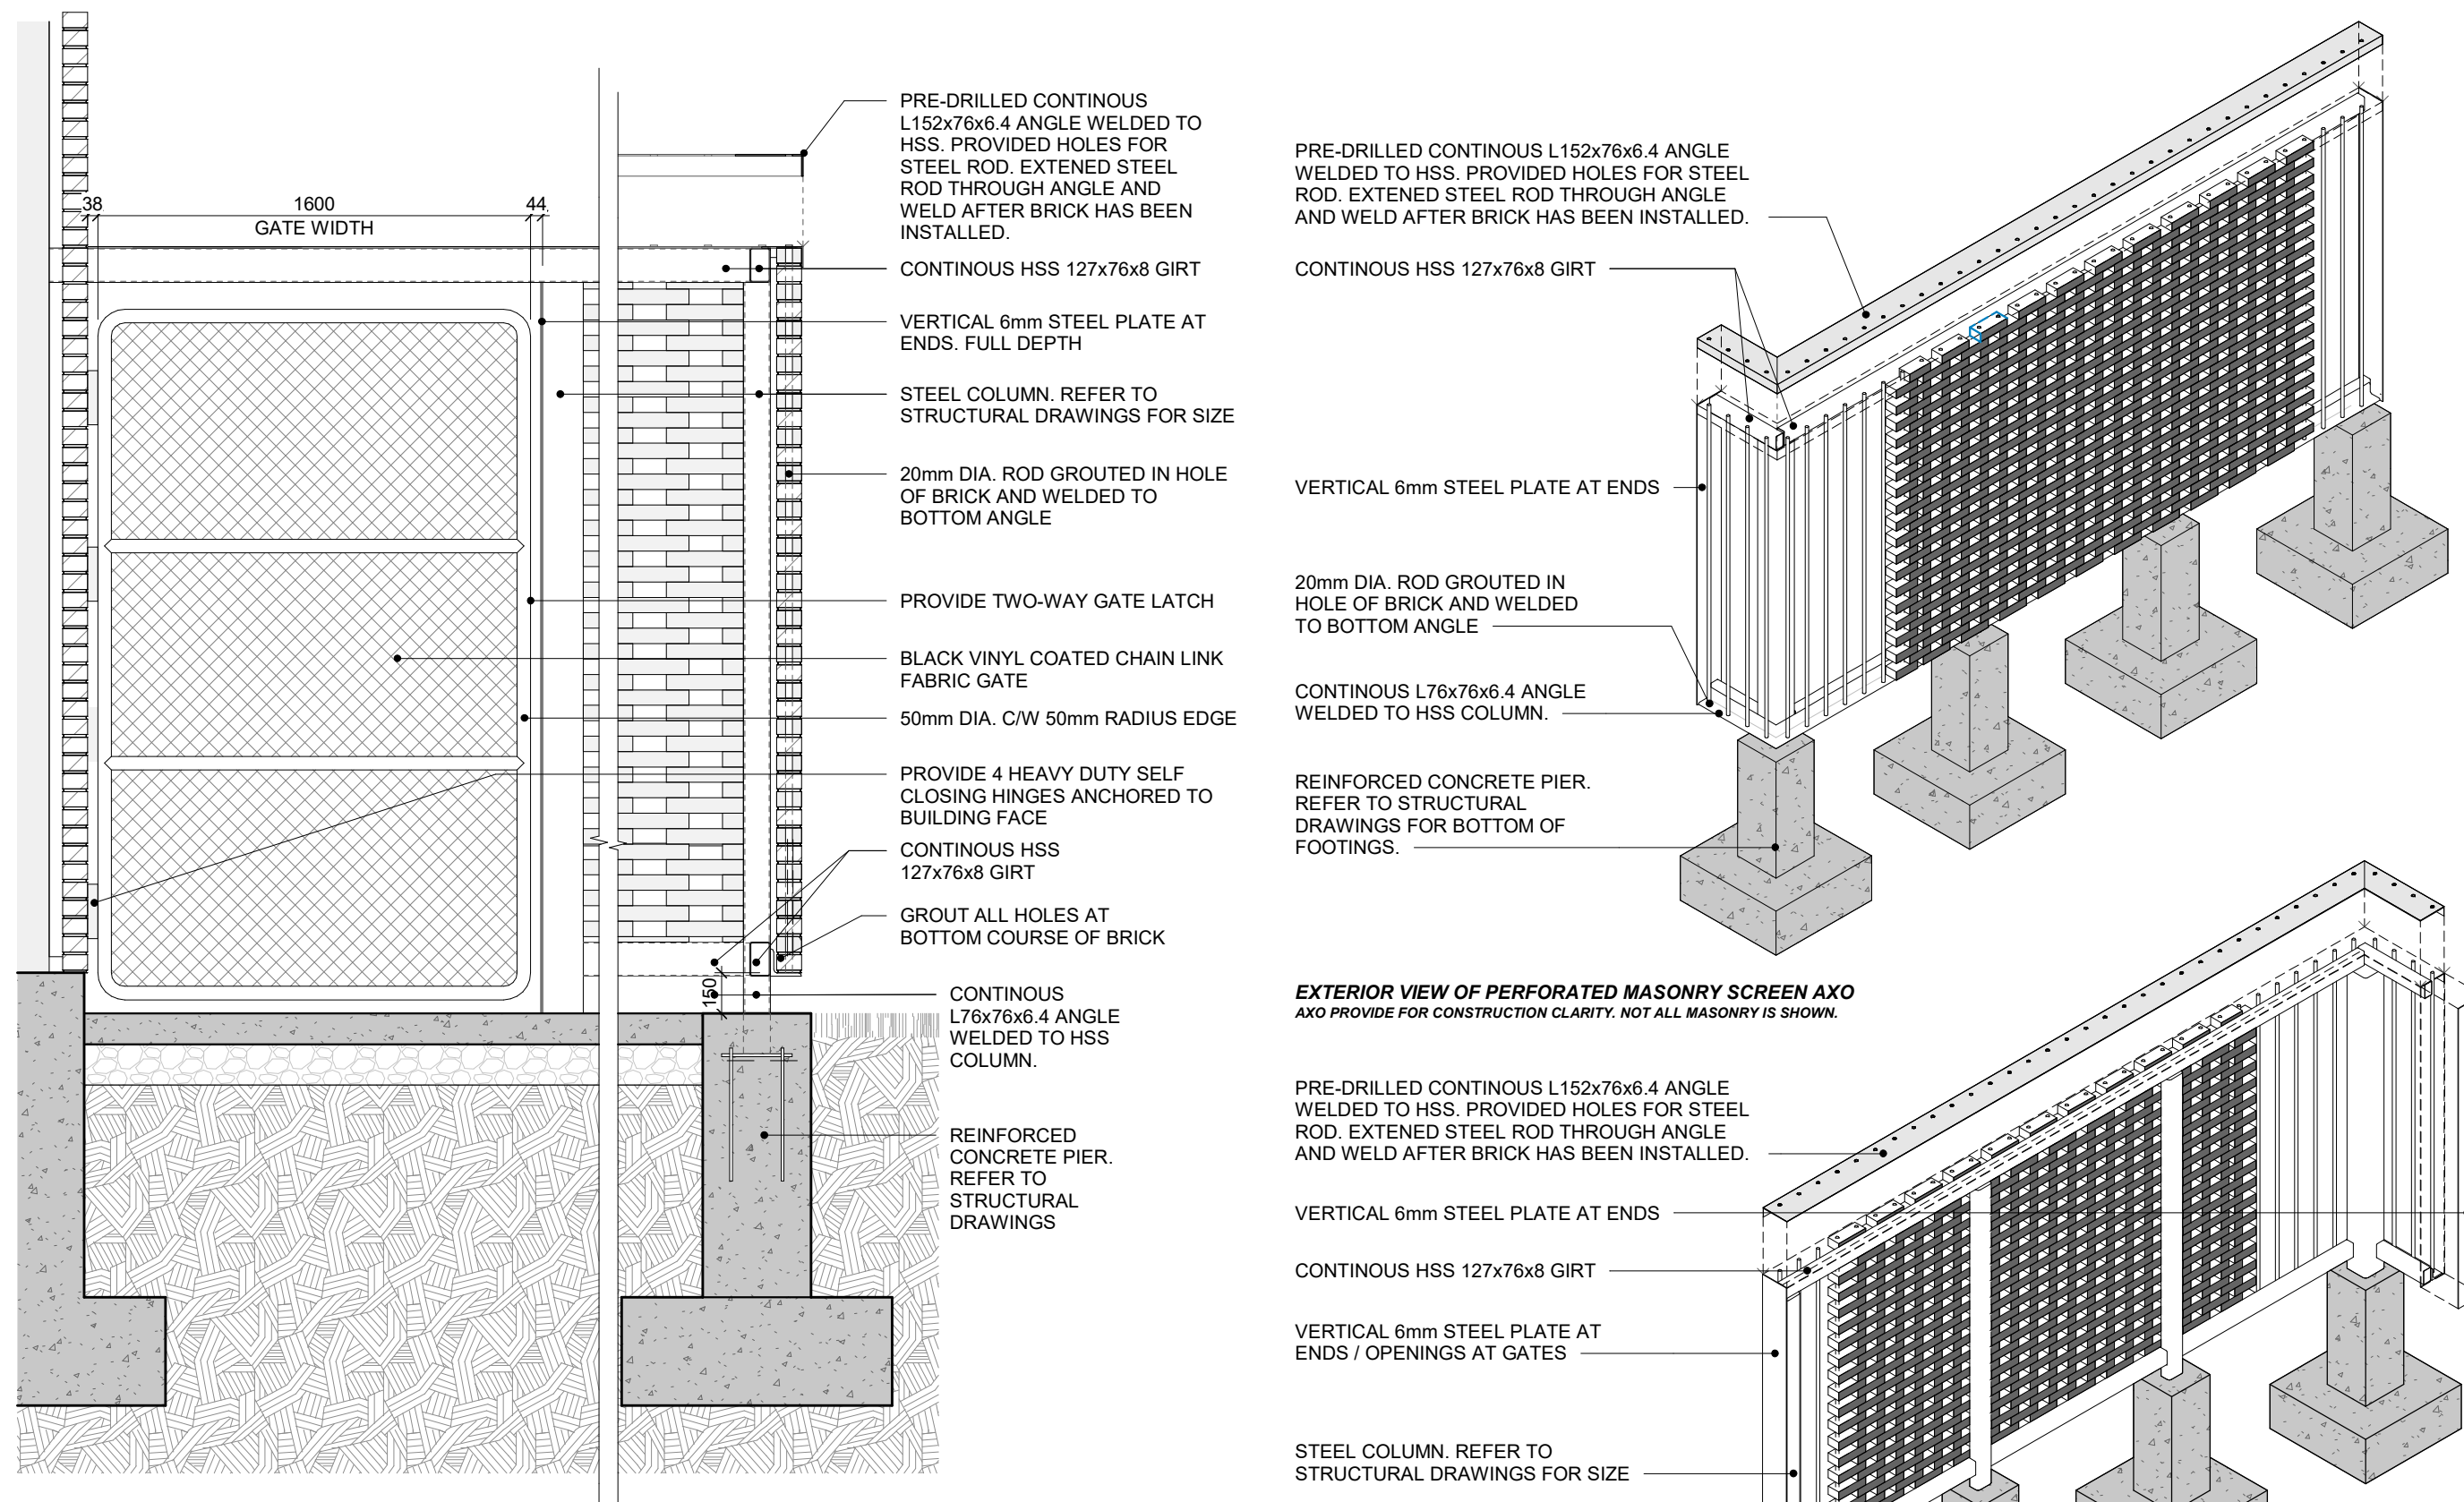 38
1600
44
GATE WIDTH
PRE-DRILLED CONTINOUS
L152x76x6.4 ANGLE WELDED TO
HSS. PROVIDED HOLES FOR
STEEL ROD. EXTENED STEEL
ROD THROUGH ANGLE AND
WELD AFTER BRICK HAS BEEN
INSTALLED.
CONTINOUS HSS 127x76x8 GIRT
VERTICAL 6mm STEEL PLATE AT
ENDS. FULL DEPTH
STEEL COLUMN. REFER TO
STRUCTURAL DRAWINGS FOR SIZE
20mm DIA. ROD GROUTED IN HOLE
OF BRICK AND WELDED TO
BOTTOM ANGLE
PROVIDE TWO-WAY GATE LATCH
BLACK VINYL COATED CHAIN LINK
FABRIC GATE
50mm DIA. C/W 50mm RADIUS EDGE
PROVIDE 4 HEAVY DUTY SELF
CLOSING HINGES ANCHORED TO
BUILDING FACE
CONTINOUS HSS
127x76x8 GIRT
GROUT ALL HOLES AT
BOTTOM COURSE OF BRICK
150
CONTINOUS
L76x76x6.4 ANGLE
WELDED TO HSS
COLUMN.
REINFORCED
CONCRETE PIER.
REFER TO
STRUCTURAL
DRAWINGS
PRE-DRILLED CONTINOUS L152x76x6.4 ANGLE
WELDED TO HSS. PROVIDED HOLES FOR STEEL
ROD. EXTENED STEEL ROD THROUGH ANGLE
AND WELD AFTER BRICK HAS BEEN INSTALLED.
CONTINOUS HSS 127x76x8 GIRT
VERTICAL 6mm STEEL PLATE AT ENDS
20mm DIA. ROD GROUTED IN
HOLE OF BRICK AND WELDED
TO BOTTOM ANGLE
CONTINOUS L76x76x6.4 ANGLE
WELDED TO HSS COLUMN.
REINFORCED CONCRETE PIER.
REFER TO STRUCTURAL
DRAWINGS FOR BOTTOM OF
FOOTINGS.
EXTERIOR VIEW OF PERFORATED MASONRY SCREEN AXO
AXO PROVIDE FOR CONSTRUCTION CLARITY. NOT ALL MASONRY IS SHOWN.
PRE-DRILLED CONTINOUS L152x76x6.4 ANGLE
WELDED TO HSS. PROVIDED HOLES FOR STEEL
ROD. EXTENED STEEL ROD THROUGH ANGLE
AND WELD AFTER BRICK HAS BEEN INSTALLED.
VERTICAL 6mm STEEL PLATE AT ENDS
CONTINOUS HSS 127x76x8 GIRT
VERTICAL 6mm STEEL PLATE AT
ENDS / OPENINGS AT GATES
STEEL COLUMN. REFER TO
STRUCTURAL DRAWINGS FOR SIZE